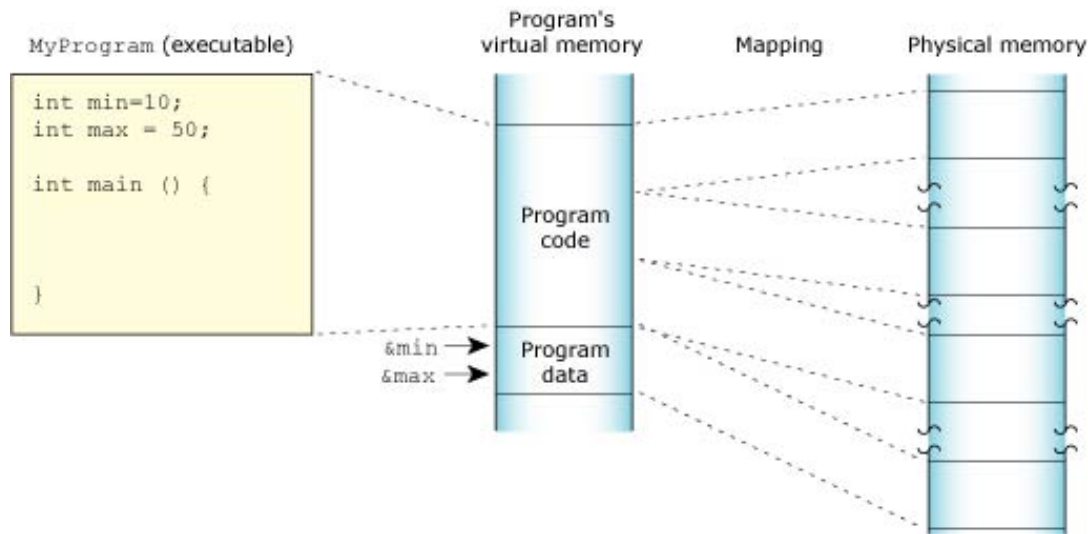 MyProgram (executable)
Program's
virtual memory
Mapping
Physical memory
int min=10;
int max = 50;
int main () {
}
Program
code
&min
&max
Program
data